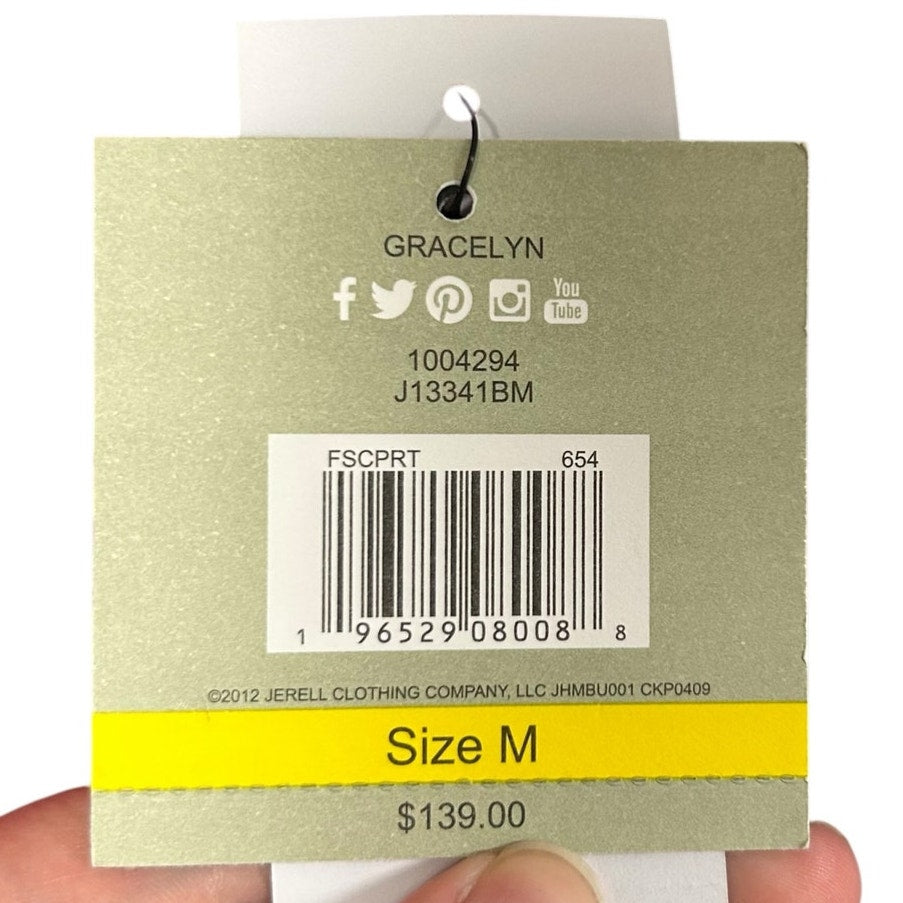 GRACELYN
You
Tube
1004294
J13341BM
FSCPRT 654
1 96529 08008 8
©2012 JERELL CLOTHING COMPANY, LLC JHMBU001 CKP0409
Size M
$139.00